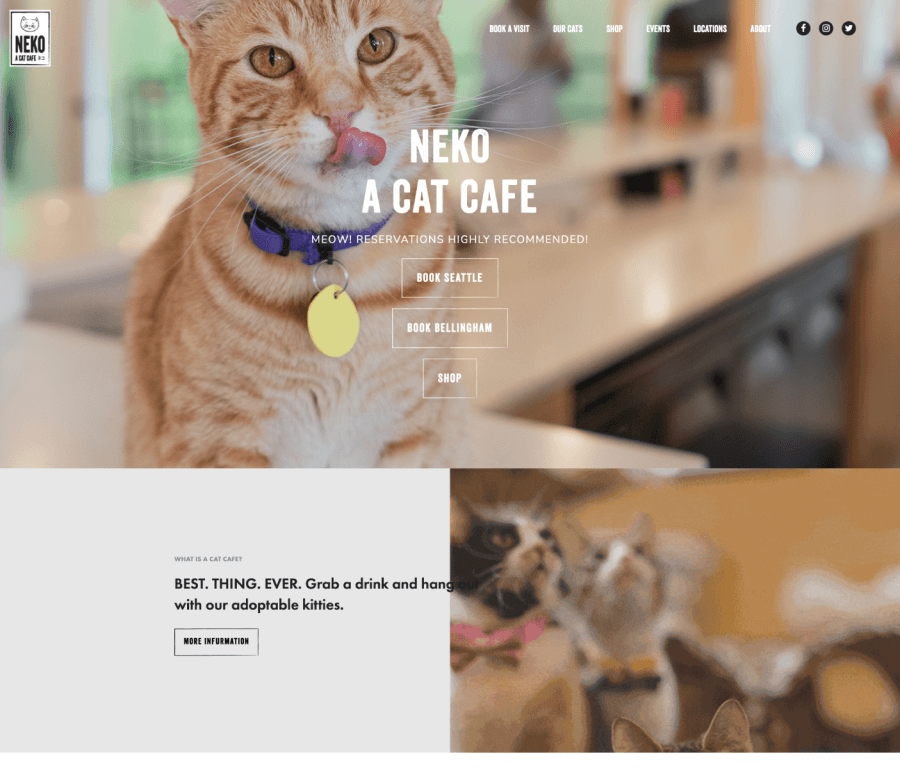 NEKO
A CAT CAFE
BOOK A VISIT
OUR CATS
SHOP
EVENTS
LOCATIONS
ABOUT
NEKO
A CAT CAFE
MEOW! RESERVATIONS HIGHLY RECOMMENDED!
BOOK SEATTLE
BOOK BELLINGHAM
SHOP
WHAT IS A CAT CAFE?
BEST. THING. EVER. Grab a drink and hang out
with our adoptable kitties.
MORE INFORMATION